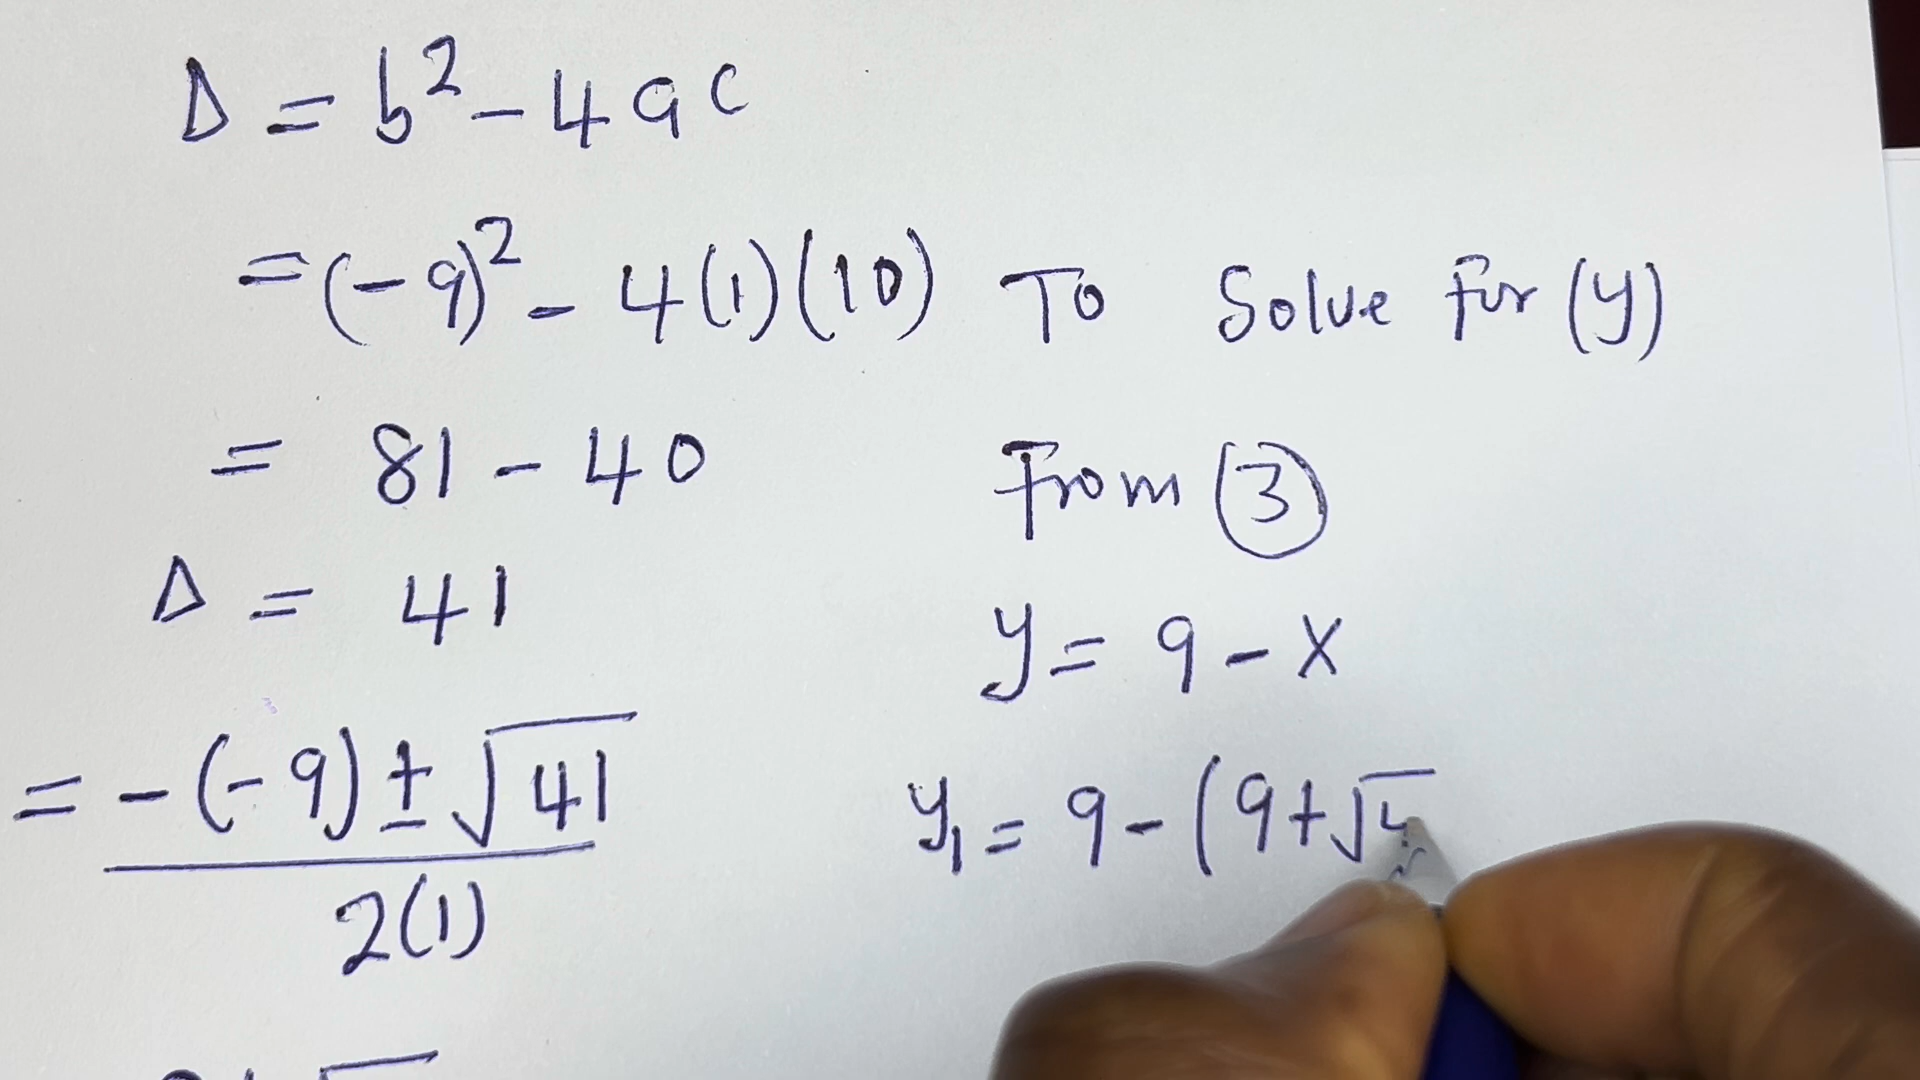 Δ = b² - 4ac
= (-9)² - 4(1)(10)
= 81 - 40
Δ = 41
= -(-9) ± √41
2(1)
To Solve For (y)
From ③
y = 9 - x
y₁ = 9 - (9 + √4